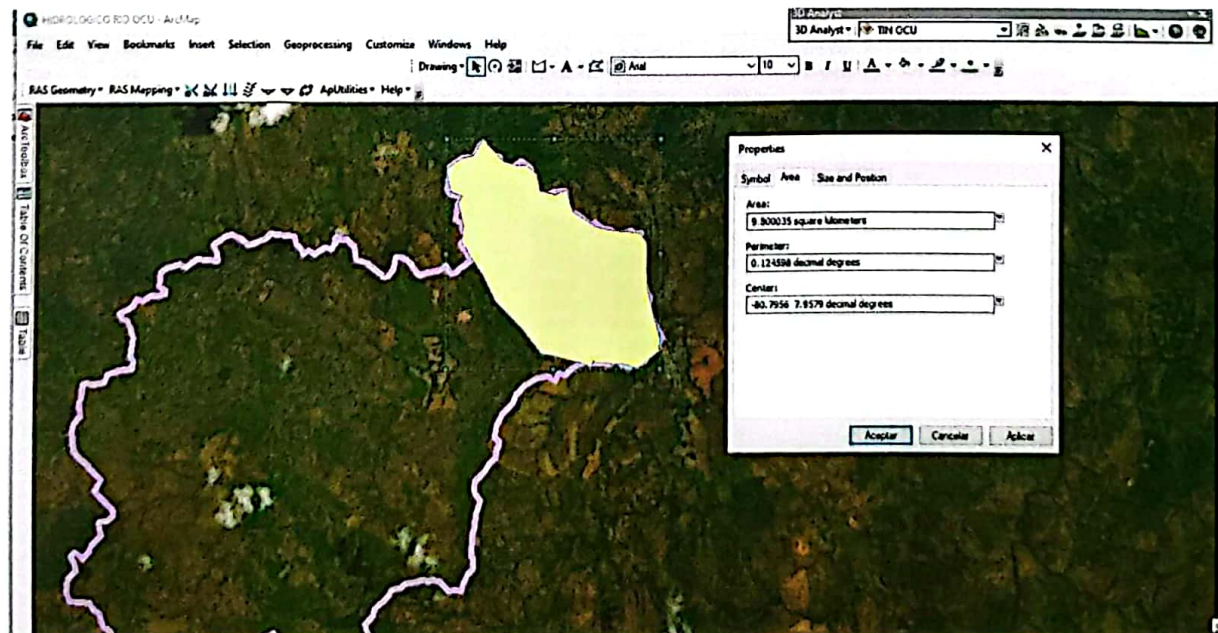 HIDROLOGICO RIO OCU - ArcMap
3D Analyst
3D Analyst TIN OCU
File Edit View Bookmarks Insert Selection Geoprocessing Customize Windows Help
Drawing A Arial 10 B I U A
RAS Geometry RAS Mapping ApUtilities Help
ArcToolbox
Table Of Contents
Table
Properties
Symbol Area Size and Position
Area:
9.800035 square kilometers
Perimeter:
0.124598 decimal degrees
Center:
-80.7956 7.9579 decimal degrees
Aceptar Cancelar Aplicar